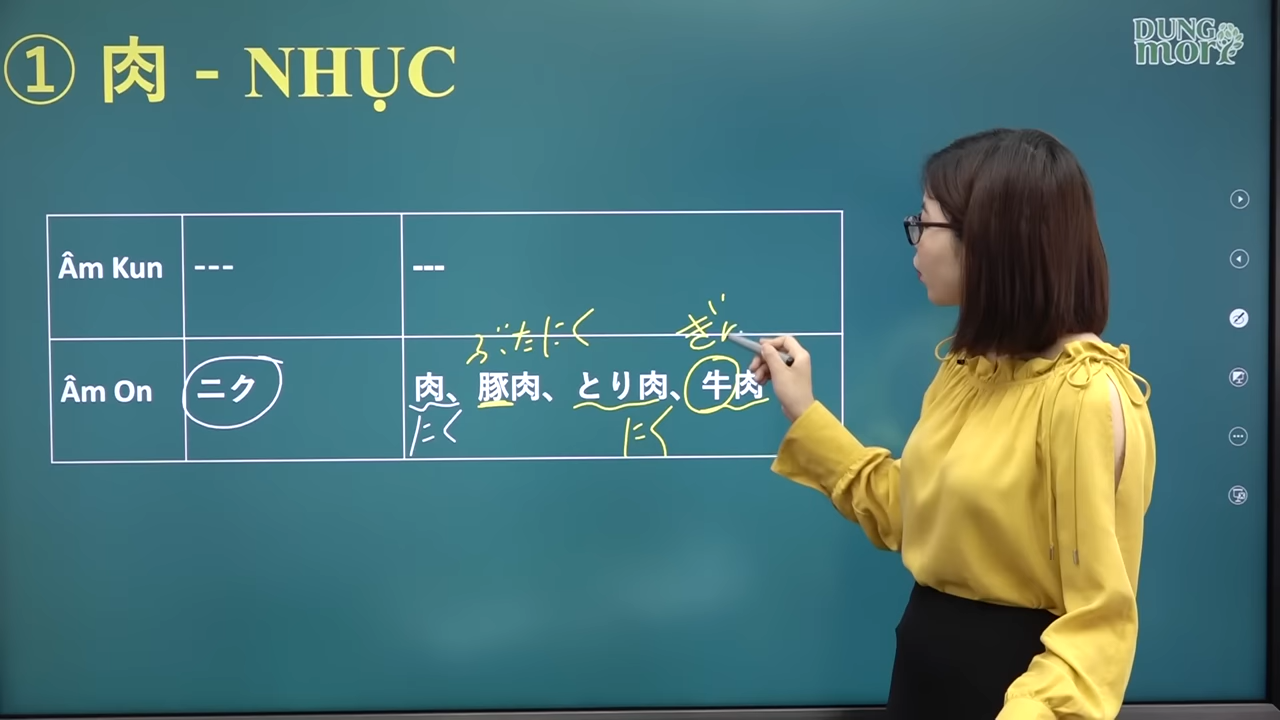 DUNG
mori
① 肉 - NHỤC
Âm Kun
---
---
ぶたにく
ぎゅ
Âm On
ニク
肉、豚肉、とり肉、牛肉
にく
にく